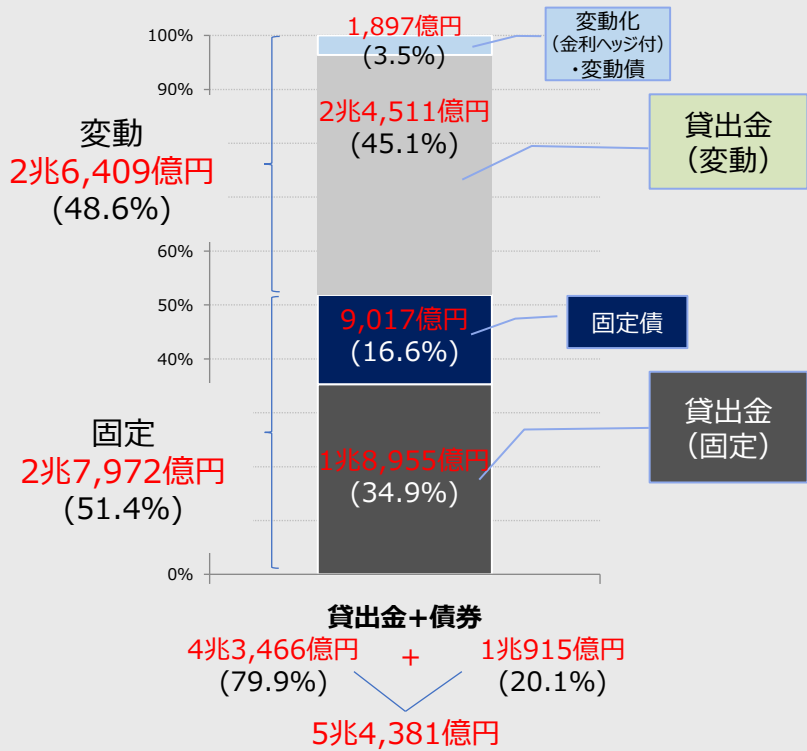 100%
90%
60%
50%
40%
0%
変動
2兆6,409億円
(48.6%)
固定
2兆7,972億円
(51.4%)
1,897億円
(3.5%)
2兆4,511億円
(45.1%)
9,017億円
(16.6%)
1兆8,955億円
(34.9%)
変動化
（金利ヘッジ付）
・変動債
貸出金
（変動）
固定債
貸出金
（固定）
貸出金+債券
4兆3,466億円 + 1兆915億円
(79.9%) (20.1%)
5兆4,381億円